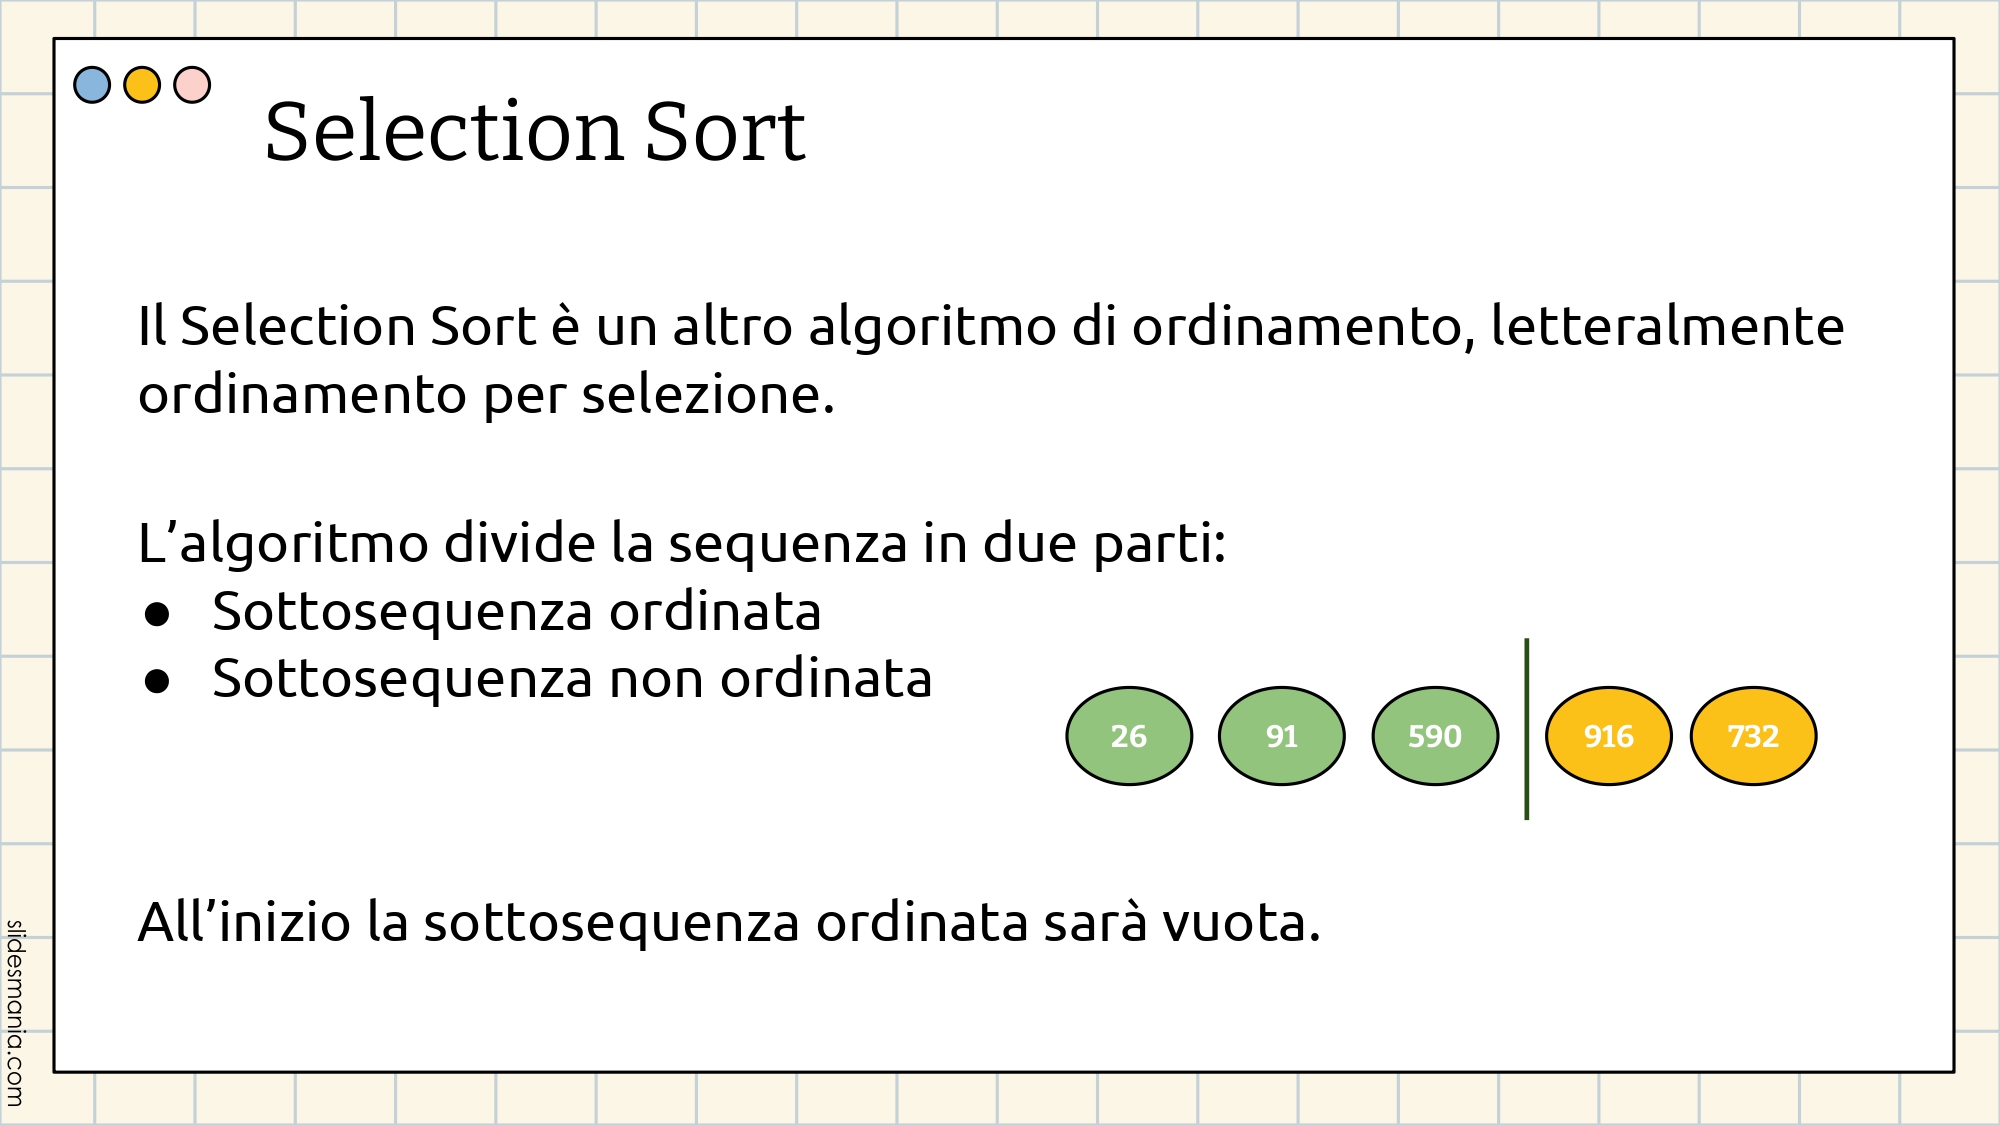 Selection Sort
Il Selection Sort è un altro algoritmo di ordinamento, letteralmente
ordinamento per selezione.
L’algoritmo divide la sequenza in due parti:
● Sottosequenza ordinata
● Sottosequenza non ordinata
26 91 590 916 732
All’inizio la sottosequenza ordinata sarà vuota.
slidesmania.com